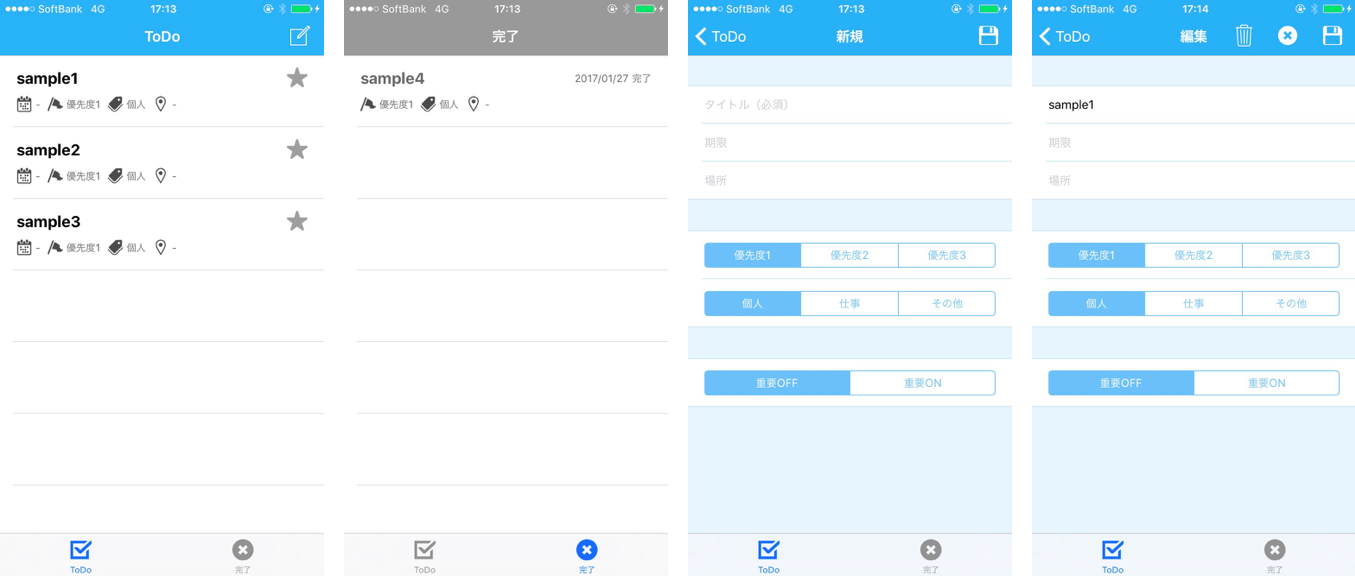 SoftBank 4G 17:13
ToDo
sample1
- 優先度1 個人 -
sample2
- 優先度1 個人 -
sample3
- 優先度1 個人 -
ToDo 完了
SoftBank 4G 17:13
完了
sample4 2017/01/27 完了
優先度1 個人 -
ToDo 完了
SoftBank 4G 17:13
ToDo 新規
タイトル（必須）
期限
場所
優先度1 優先度2 優先度3
個人 仕事 その他
重要OFF 重要ON
ToDo 完了
SoftBank 4G 17:14
ToDo 編集
sample1
期限
場所
優先度1 優先度2 優先度3
個人 仕事 その他
重要OFF 重要ON
ToDo 完了